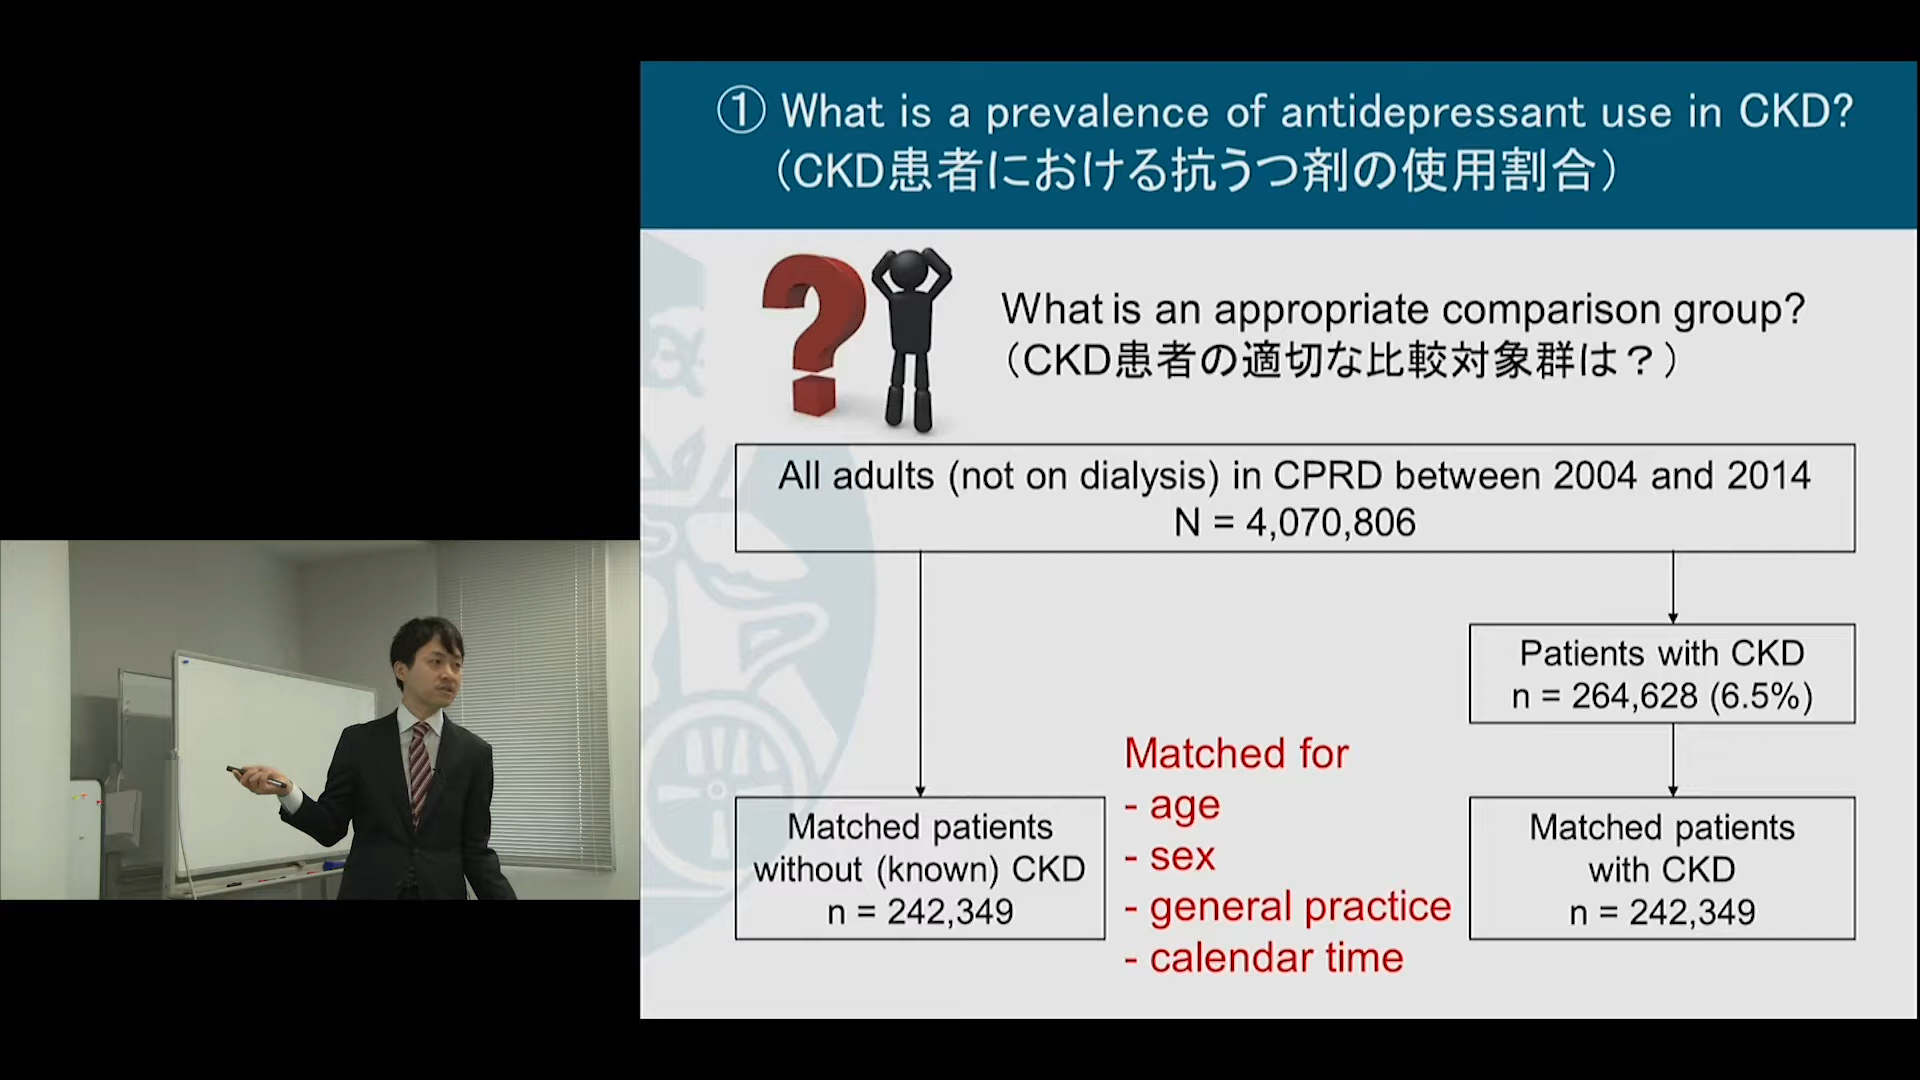 ① What is a prevalence of antidepressant use in CKD?
（CKD患者における抗うつ剤の使用割合）
What is an appropriate comparison group?
（CKD患者の適切な比較対象群は？）
All adults (not on dialysis) in CPRD between 2004 and 2014
N = 4,070,806
Patients with CKD
n = 264,628 (6.5%)
Matched for
- age
- sex
- general practice
- calendar time
Matched patients
without (known) CKD
n = 242,349
Matched patients
with CKD
n = 242,349